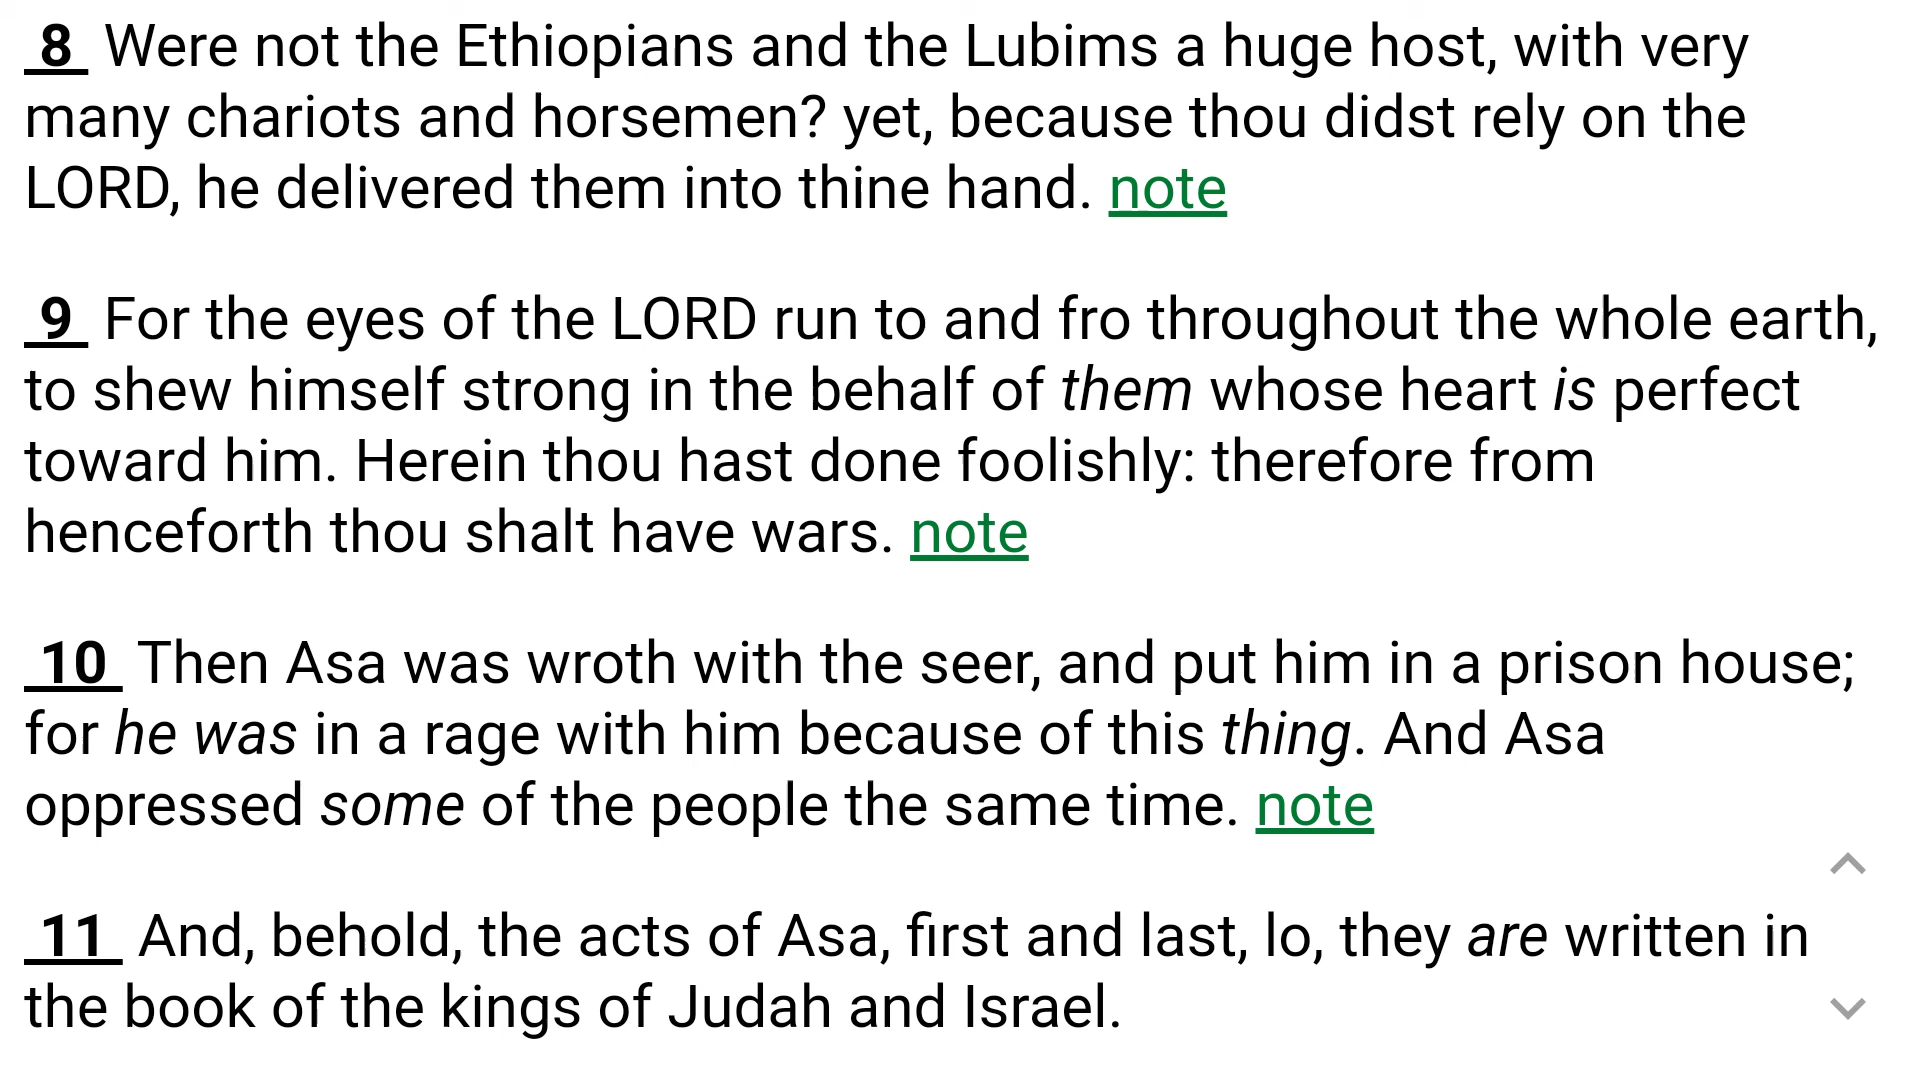 8 Were not the Ethiopians and the Lubims a huge host, with very
many chariots and horsemen? yet, because thou didst rely on the
LORD, he delivered them into thine hand. note
9 For the eyes of the LORD run to and fro throughout the whole earth,
to shew himself strong in the behalf of them whose heart is perfect
toward him. Herein thou hast done foolishly: therefore from
henceforth thou shalt have wars. note
10 Then Asa was wroth with the seer, and put him in a prison house;
for he was in a rage with him because of this thing. And Asa
oppressed some of the people the same time. note
11 And, behold, the acts of Asa, first and last, lo, they are written in
the book of the kings of Judah and Israel.